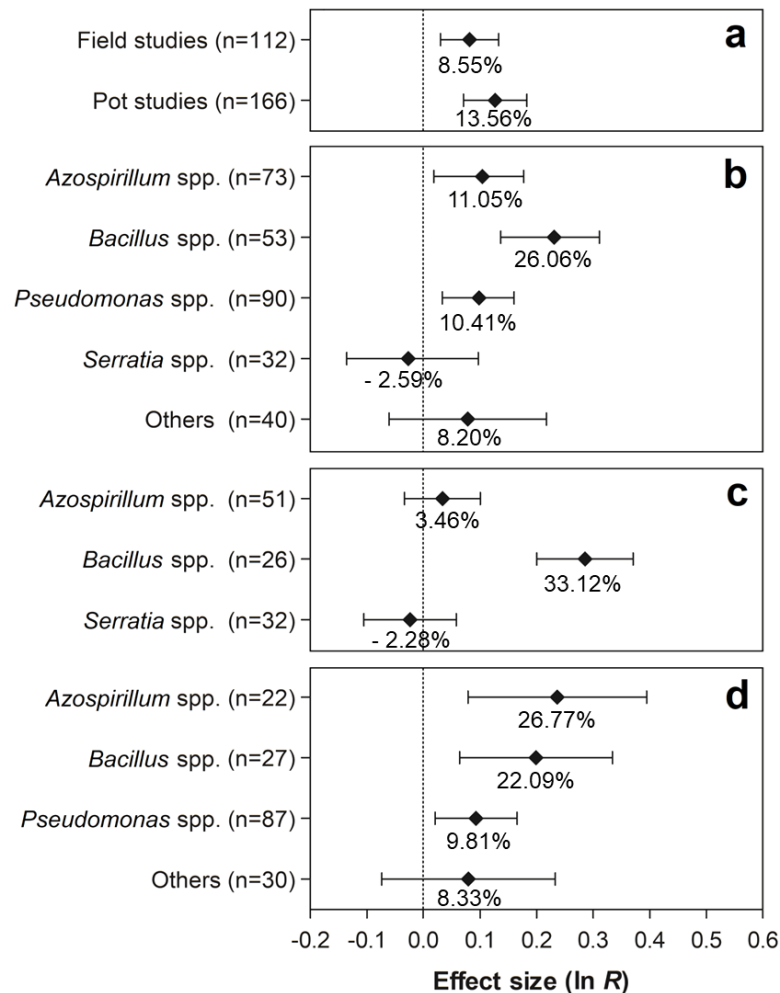 a
Field studies (n=112)
8.55%
Pot studies (n=166)
13.56%
b
Azospirillum spp. (n=73)
11.05%
Bacillus spp. (n=53)
26.06%
Pseudomonas spp. (n=90)
10.41%
Serratia spp. (n=32)
- 2.59%
Others (n=40)
8.20%
c
Azospirillum spp. (n=51)
3.46%
Bacillus spp. (n=26)
33.12%
Serratia spp. (n=32)
- 2.28%
d
Azospirillum spp. (n=22)
26.77%
Bacillus spp. (n=27)
22.09%
Pseudomonas spp. (n=87)
9.81%
Others (n=30)
8.33%
-0.2 -0.1 0.0 0.1 0.2 0.3 0.4 0.5 0.6
Effect size (ln R)